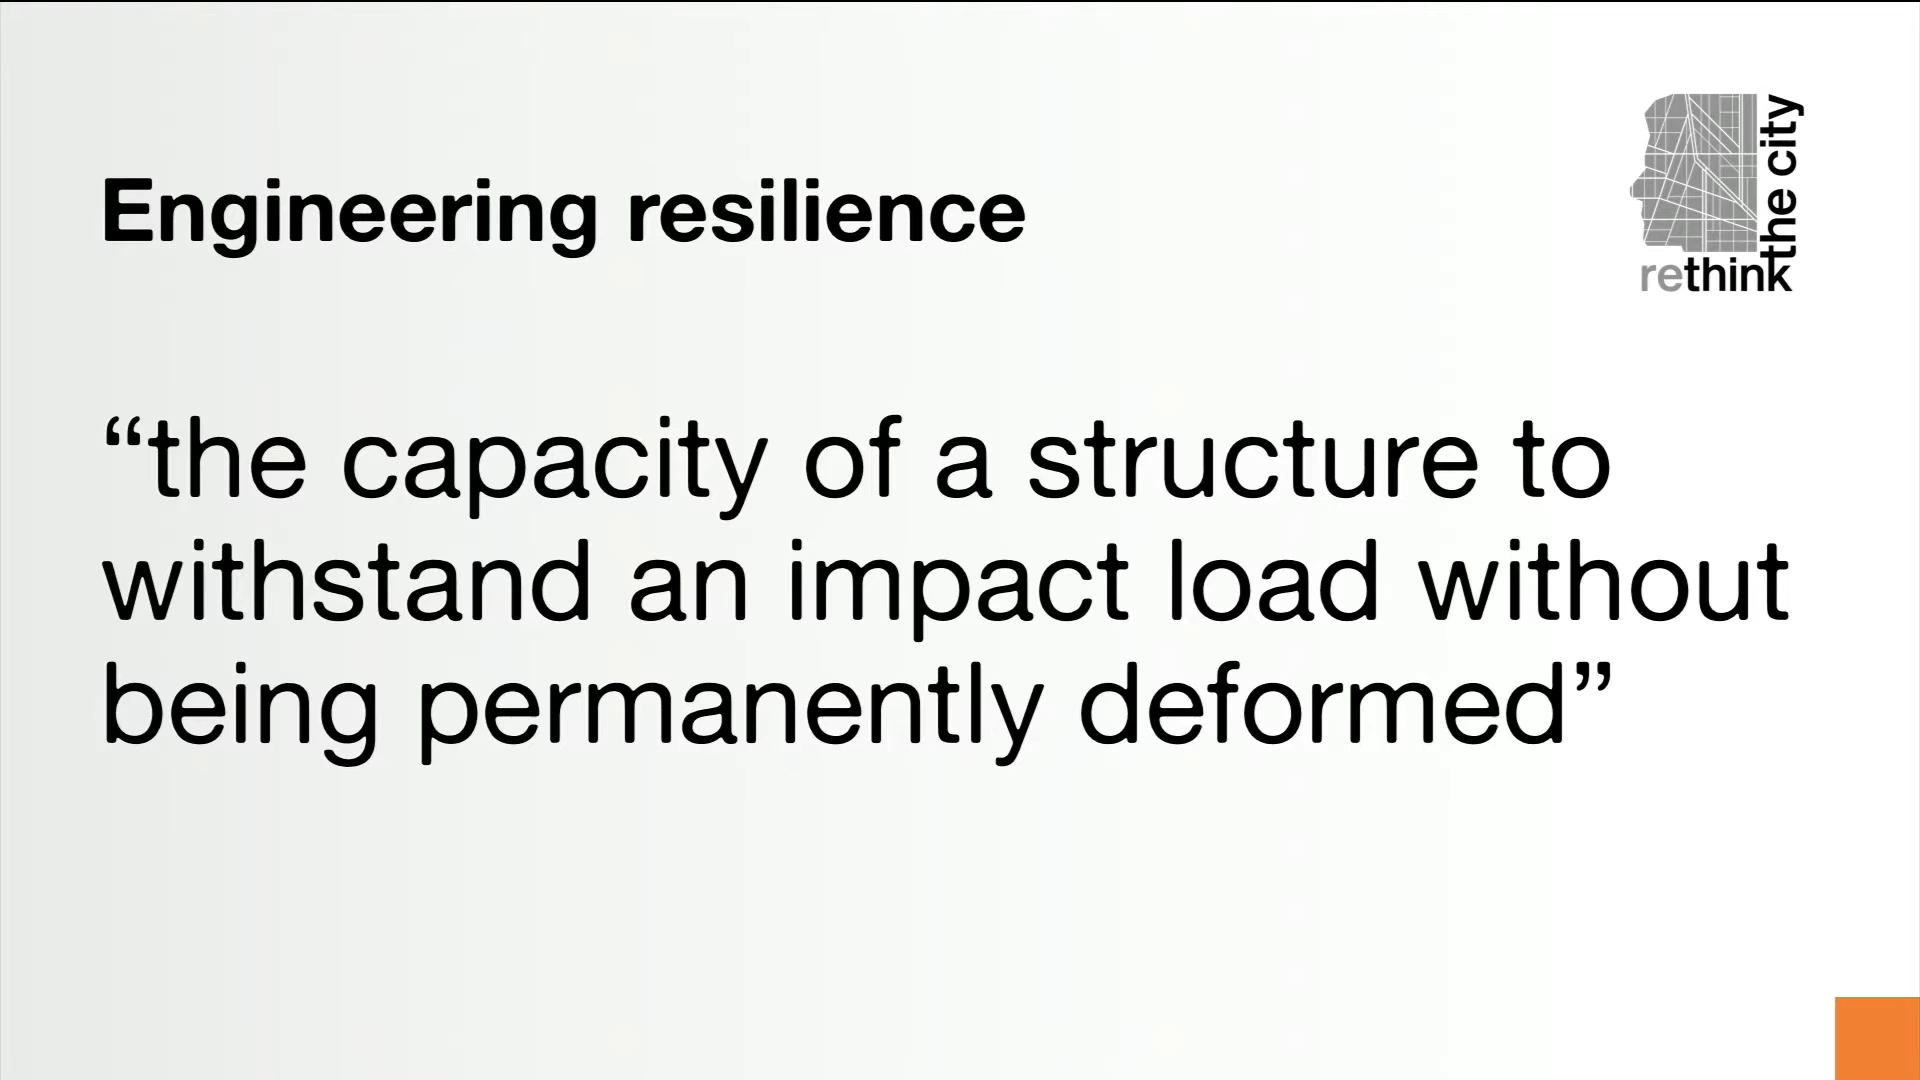 Engineering resilience
rethink
the city
“the capacity of a structure to
withstand an impact load without
being permanently deformed”